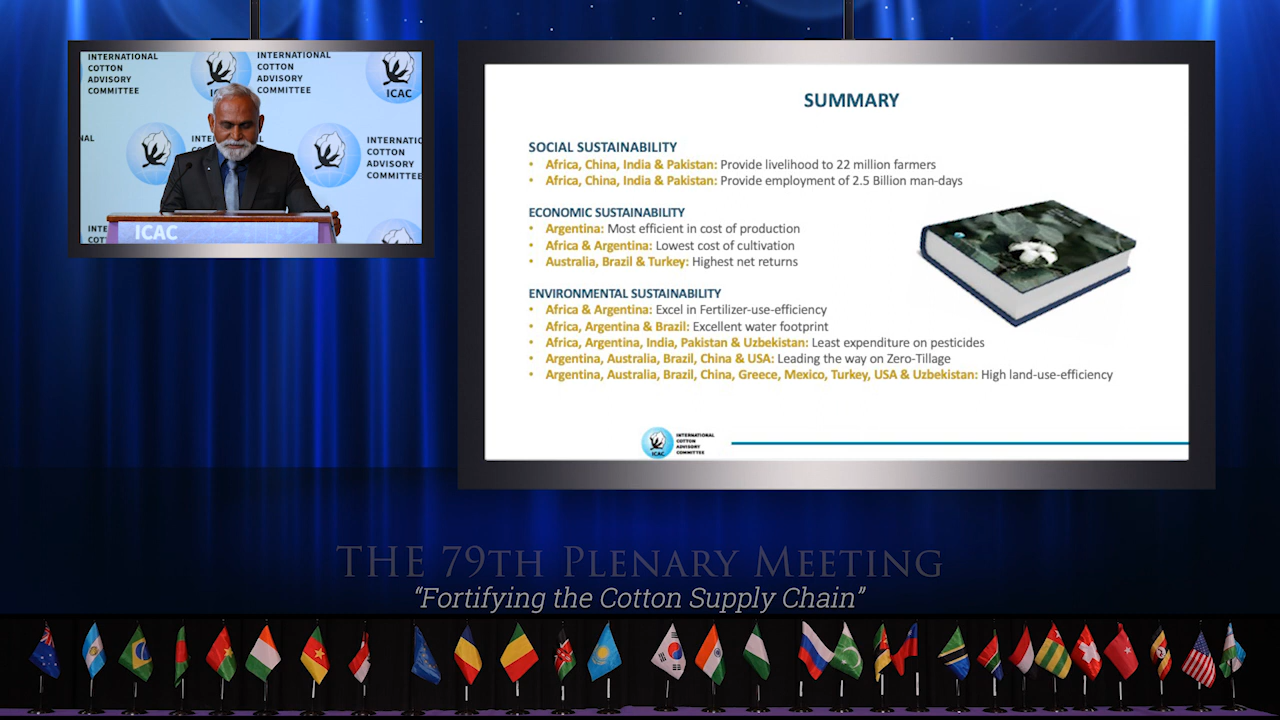 INTERNATIONAL
COTTON
ADVISORY
COMMITTEE
INTERNATIONAL
COTTON
ADVISORY
COMMITTEE
ICAC
INTERNATIONAL
COTTON
ADVISORY
COMMITTEE
ICAC
SUMMARY
SOCIAL SUSTAINABILITY
• Africa, China, India & Pakistan: Provide livelihood to 22 million farmers
• Africa, China, India & Pakistan: Provide employment of 2.5 Billion man-days
ECONOMIC SUSTAINABILITY
• Argentina: Most efficient in cost of production
• Africa & Argentina: Lowest cost of cultivation
• Australia, Brazil & Turkey: Highest net returns
ENVIRONMENTAL SUSTAINABILITY
• Africa & Argentina: Excel in Fertilizer-use-efficiency
• Africa, Argentina & Brazil: Excellent water footprint
• Africa, Argentina, India, Pakistan & Uzbekistan: Least expenditure on pesticides
• Argentina, Australia, Brazil, China & USA: Leading the way on Zero-Tillage
• Argentina, Australia, Brazil, China, Greece, Mexico, Turkey, USA & Uzbekistan: High land-use-efficiency
ICAC
INTERNATIONAL
COTTON
ADVISORY
COMMITTEE
THE 79TH PLENARY MEETING
“Fortifying the Cotton Supply Chain”